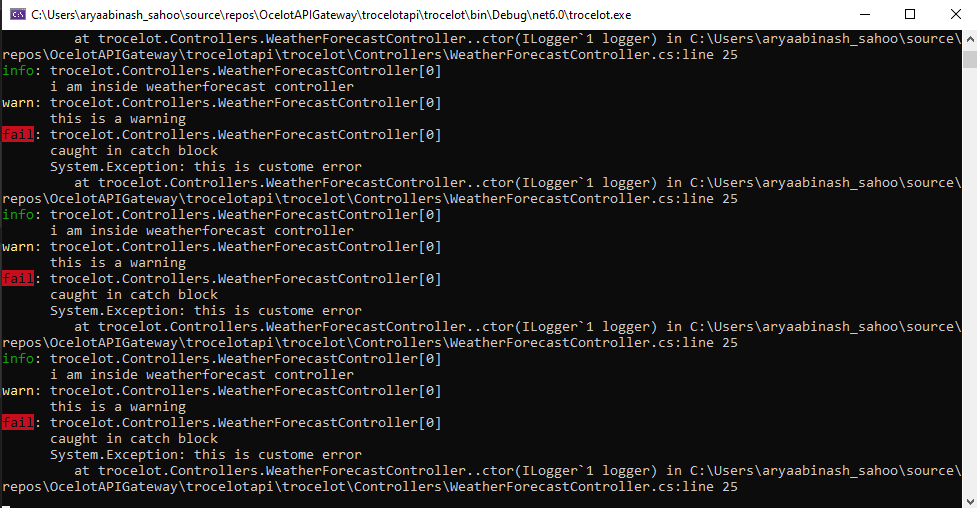 C:\Users\aryaabinash_sahoo\source\repos\OcelotAPIGateway\trocelotapi\trocelot\bin\Debug\net6.0\trocelot.exe
at trocelot.Controllers.WeatherForecastController..ctor(ILogger`1 logger) in C:\Users\aryaabinash_sahoo\source\
repos\OcelotAPIGateway\trocelotapi\trocelot\Controllers\WeatherForecastController.cs:line 25
info: trocelot.Controllers.WeatherForecastController[0]
i am inside weatherforecast controller
warn: trocelot.Controllers.WeatherForecastController[0]
this is a warning
fail: trocelot.Controllers.WeatherForecastController[0]
caught in catch block
System.Exception: this is custome error
at trocelot.Controllers.WeatherForecastController..ctor(ILogger`1 logger) in C:\Users\aryaabinash_sahoo\source\
repos\OcelotAPIGateway\trocelotapi\trocelot\Controllers\WeatherForecastController.cs:line 25
info: trocelot.Controllers.WeatherForecastController[0]
i am inside weatherforecast controller
warn: trocelot.Controllers.WeatherForecastController[0]
this is a warning
fail: trocelot.Controllers.WeatherForecastController[0]
caught in catch block
System.Exception: this is custome error
at trocelot.Controllers.WeatherForecastController..ctor(ILogger`1 logger) in C:\Users\aryaabinash_sahoo\source\
repos\OcelotAPIGateway\trocelotapi\trocelot\Controllers\WeatherForecastController.cs:line 25
info: trocelot.Controllers.WeatherForecastController[0]
i am inside weatherforecast controller
warn: trocelot.Controllers.WeatherForecastController[0]
this is a warning
fail: trocelot.Controllers.WeatherForecastController[0]
caught in catch block
System.Exception: this is custome error
at trocelot.Controllers.WeatherForecastController..ctor(ILogger`1 logger) in C:\Users\aryaabinash_sahoo\source\
repos\OcelotAPIGateway\trocelotapi\trocelot\Controllers\WeatherForecastController.cs:line 25